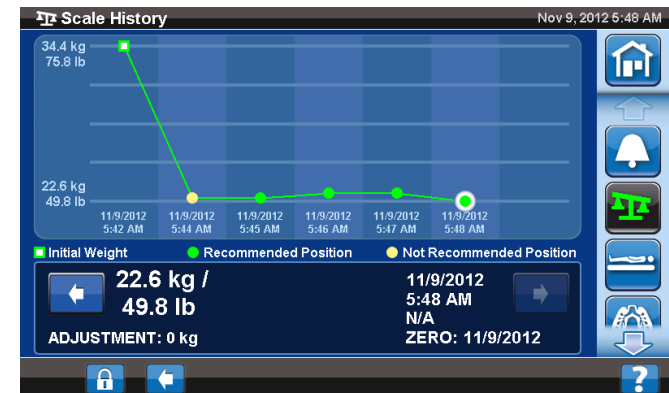 Scale History
Nov 9, 2012 5:48 AM
34.4 kg
75.8 lb
22.6 kg
49.8 lb
11/9/2012 11/9/2012 11/9/2012 11/9/2012 11/9/2012 11/9/2012
5:42 AM 5:44 AM 5:45 AM 5:46 AM 5:47 AM 5:48 AM
Initial Weight Recommended Position Not Recommended Position
22.6 kg /
49.8 lb
ADJUSTMENT: 0 kg
11/9/2012
5:48 AM
N/A
ZERO: 11/9/2012
?